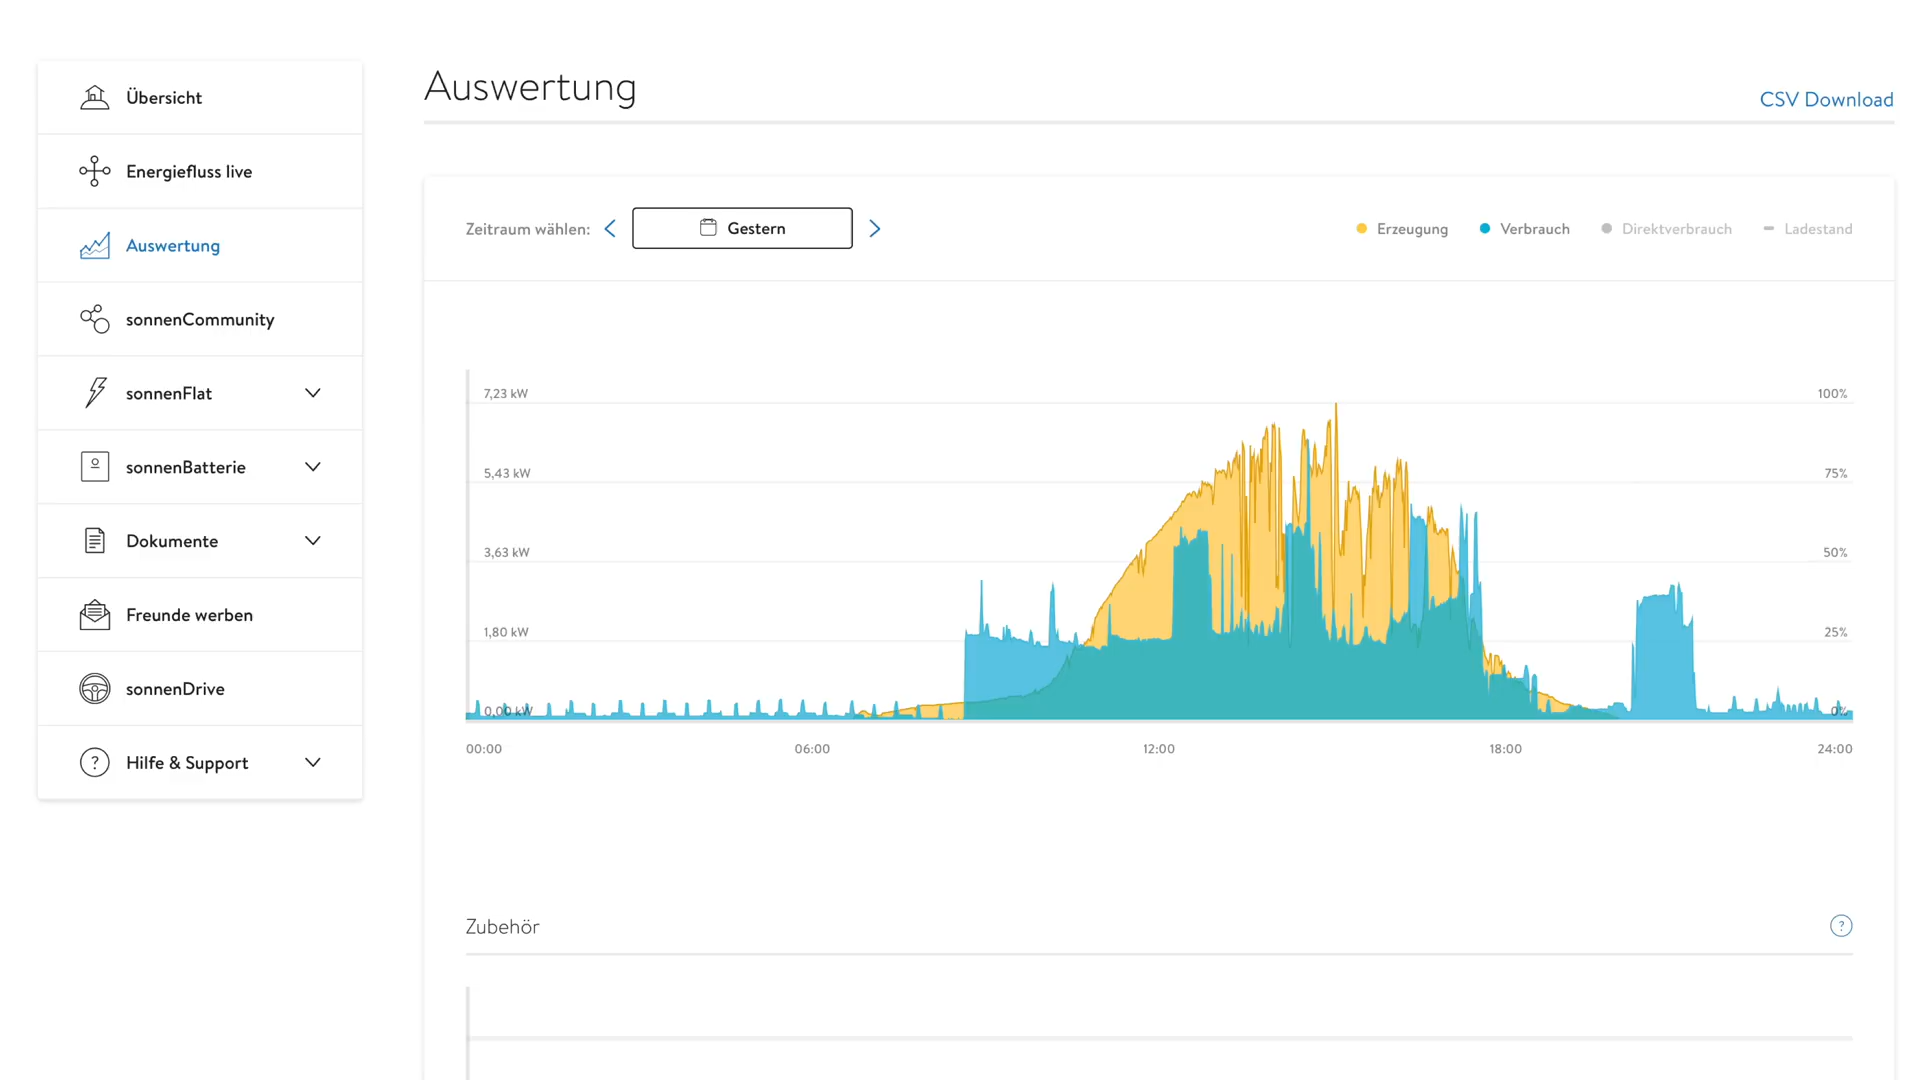 Übersicht
Energiefluss live
Auswertung
sonnenCommunity
sonnenFlat
sonnenBatterie
Dokumente
Freunde werben
sonnenDrive
? Hilfe & Support
Auswertung
CSV Download
Zeitraum wählen: Gestern
Erzeugung Verbrauch Direktverbrauch Ladestand
7,23 kW 100%
5,43 kW 75%
3,63 kW 50%
1,80 kW 25%
0,00 kW 0%
00:00 06:00 12:00 18:00 24:00
Zubehör ?